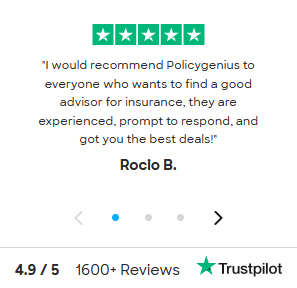 "I would recommend Policygenius to
everyone who wants to find a good
advisor for insurance, they are
experienced, prompt to respond, and
got you the best deals!"
Rocio B.
4.9 / 5 1600+ Reviews Trustpilot